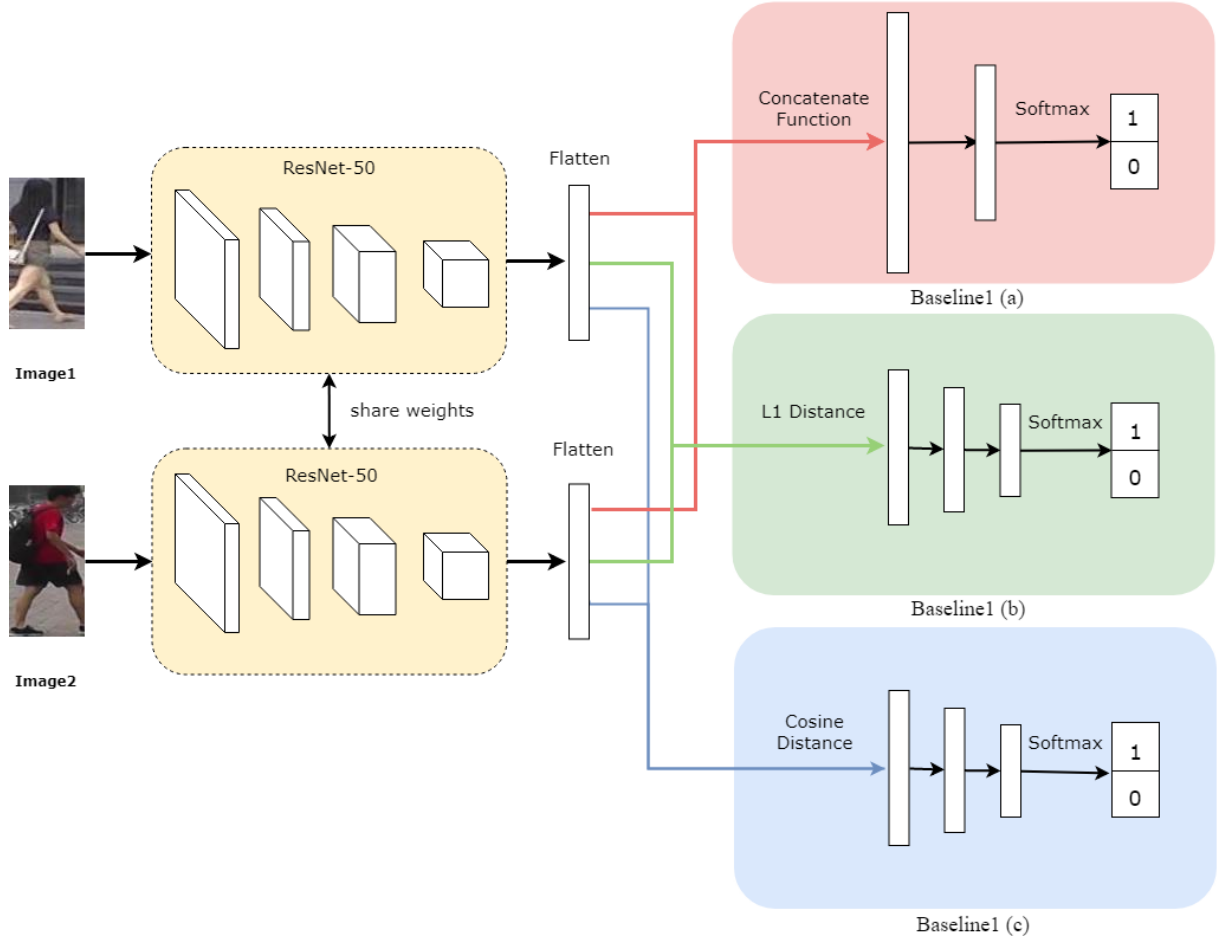 Concatenate
Function
Softmax
1
0
Baseline1 (a)
ResNet-50
Flatten
Image1
share weights
L1 Distance
Softmax
1
0
Baseline1 (b)
ResNet-50
Flatten
Image2
Cosine
Distance
Softmax
1
0
Baseline1 (c)